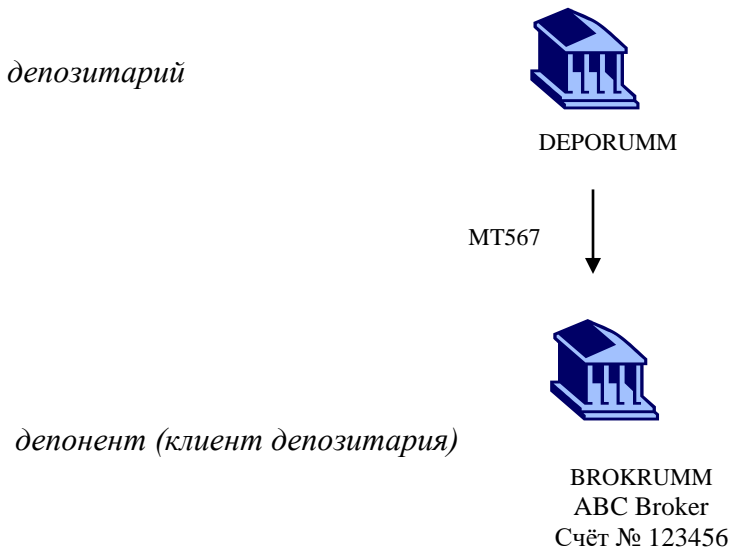 депозитарий
DEPORUMM
MT567
депонент (клиент депозитария)
BROKRUMM
ABC Broker
Счёт № 123456